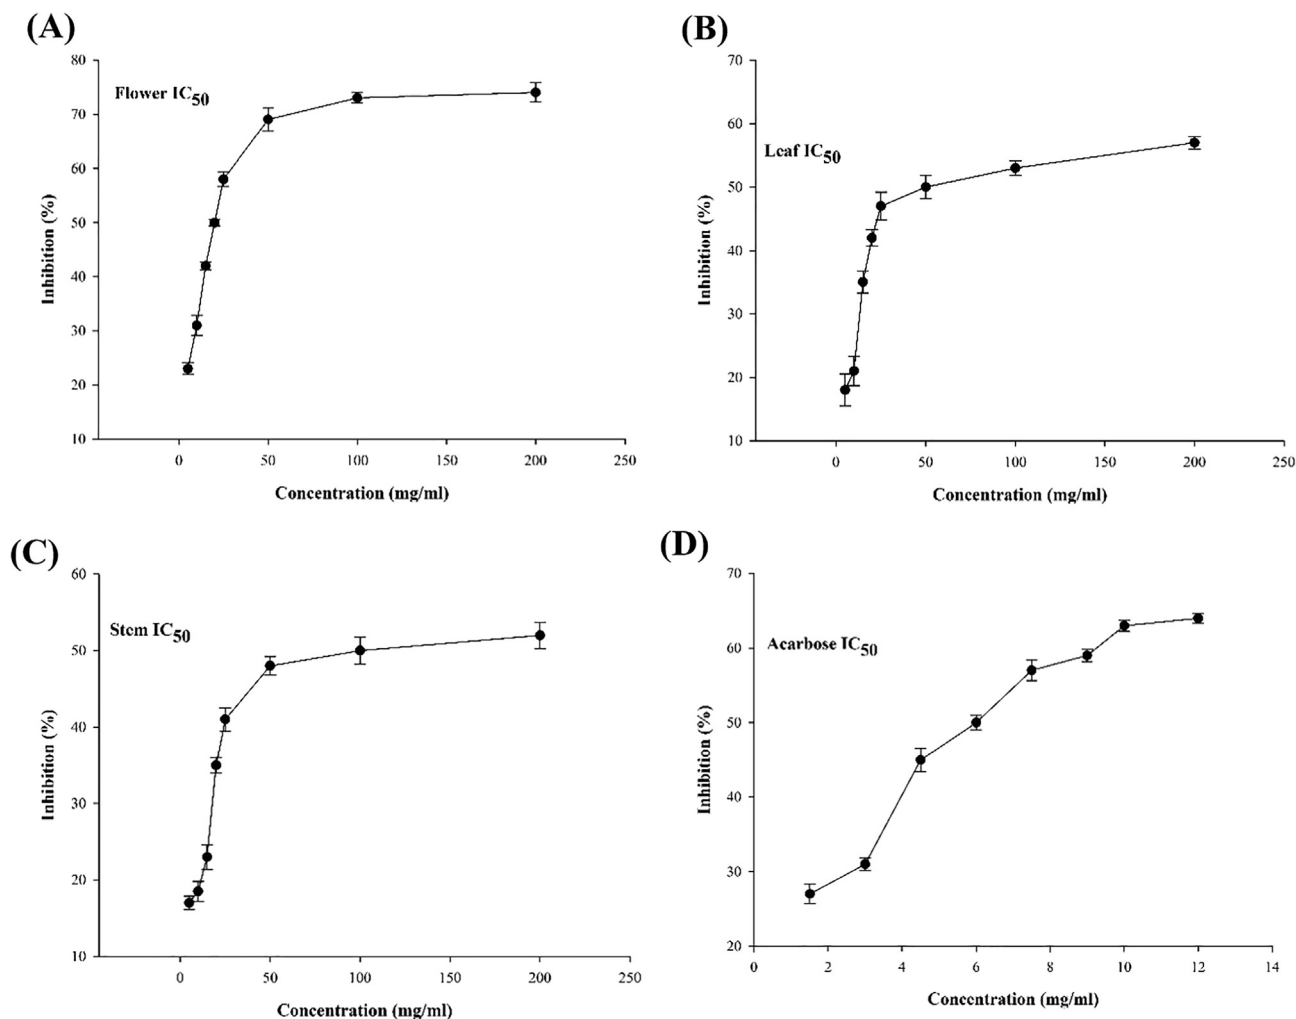 (A)
80
70
60
50
40
30
20
10
Flower IC50
Inhibition (%)
0 50 100 150 200 250
Concentration (mg/ml)
(B)
70
60
50
40
30
20
10
Leaf IC50
Inhibition (%)
0 50 100 150 200 250
Concentration (mg/ml)
(C)
60
50
40
30
20
10
Stem IC50
Inhibition (%)
0 50 100 150 200 250
Concentration (mg/ml)
(D)
70
60
50
40
30
20
Acarbose IC50
Inhibition (%)
0 2 4 6 8 10 12 14
Concentration (mg/ml)